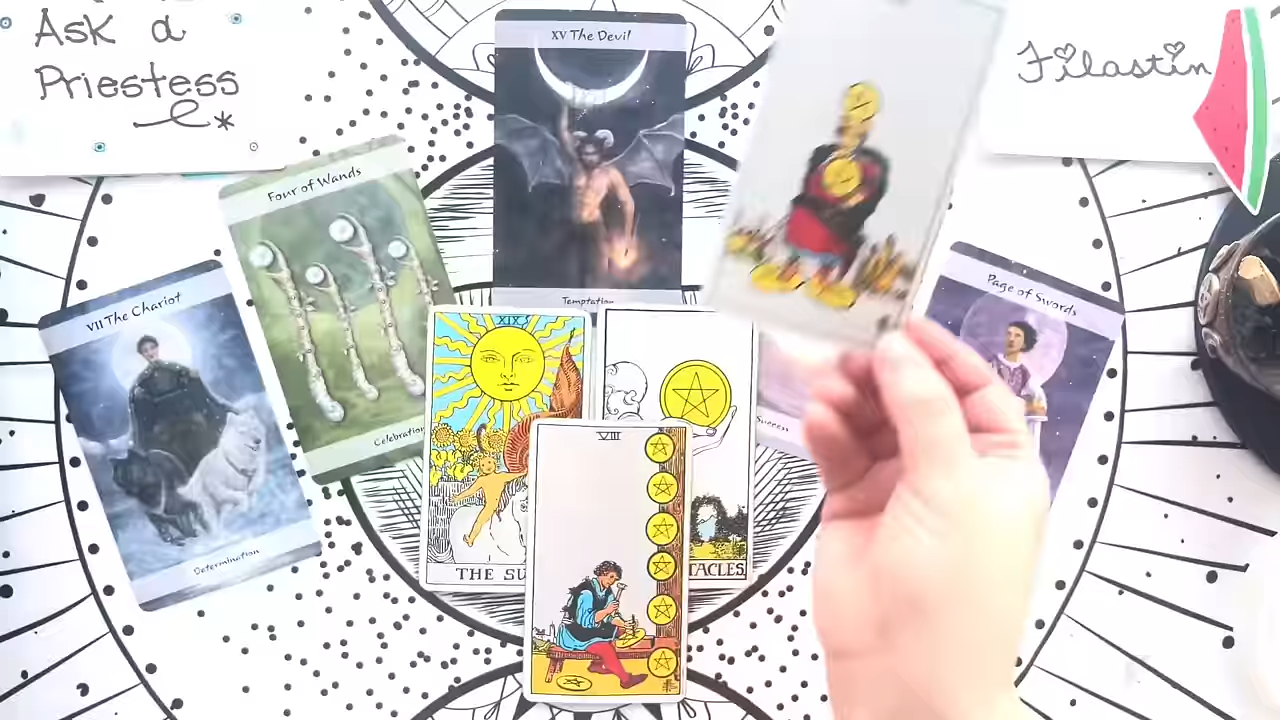 Ask a
Priestess
Filastin
XV The Devil
Temptation
Four of Wands
Celebration
VII The Chariot
Determination
Page of Swords
XIX
THE SU
TACLES
VIII